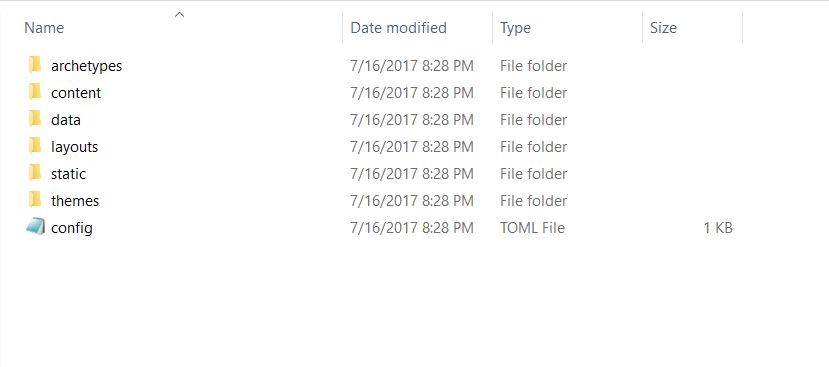 Name Date modified Type Size
archetypes 7/16/2017 8:28 PM File folder
content 7/16/2017 8:28 PM File folder
data 7/16/2017 8:28 PM File folder
layouts 7/16/2017 8:28 PM File folder
static 7/16/2017 8:28 PM File folder
themes 7/16/2017 8:28 PM File folder
config 7/16/2017 8:28 PM TOML File 1 KB